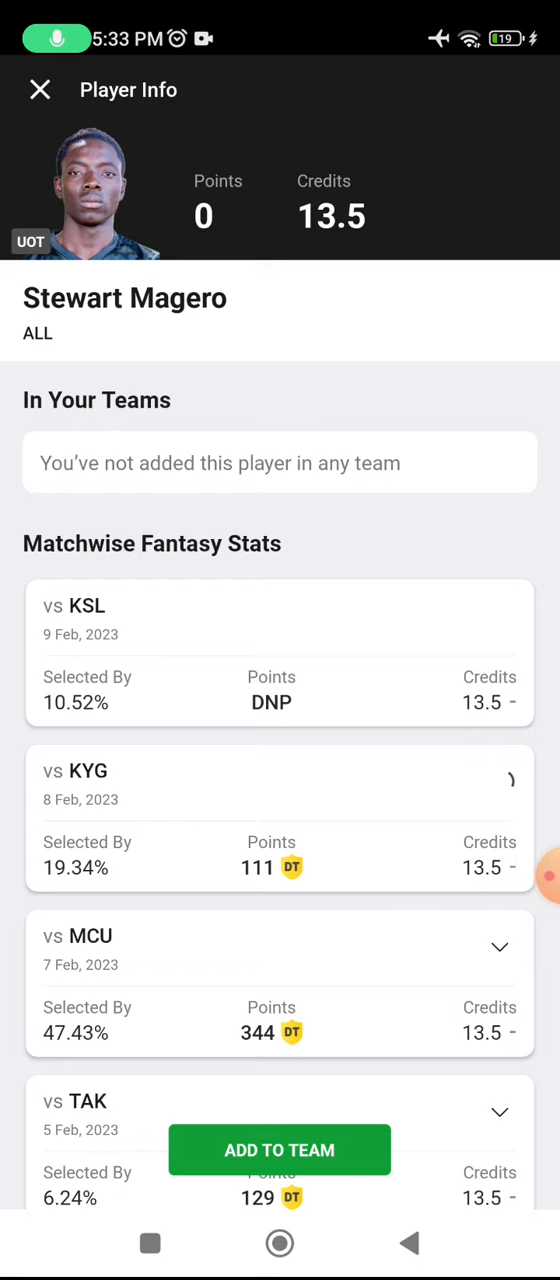 5:33 PM
19
Player Info
Points
Credits
0
13.5
UOT
Stewart Magero
ALL
In Your Teams
You've not added this player in any team
Matchwise Fantasy Stats
vs KSL
9 Feb, 2023
Selected By Points Credits
10.52% DNP 13.5 -
vs KYG
8 Feb, 2023
Selected By Points Credits
19.34% 111 DT 13.5 -
vs MCU
7 Feb, 2023
Selected By Points Credits
47.43% 344 DT 13.5 -
vs TAK
5 Feb, 2023
ADD TO TEAM
Selected By Points Credits
6.24% 129 DT 13.5 -